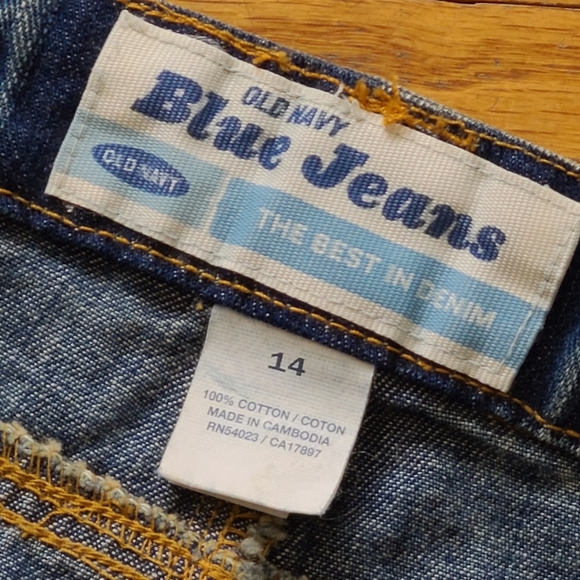 OLD NAVY
Blue Jeans
OLD NAVY
THE BEST IN DENIM
14
100% COTTON / COTON
MADE IN CAMBODIA
RN54023 / CA17897